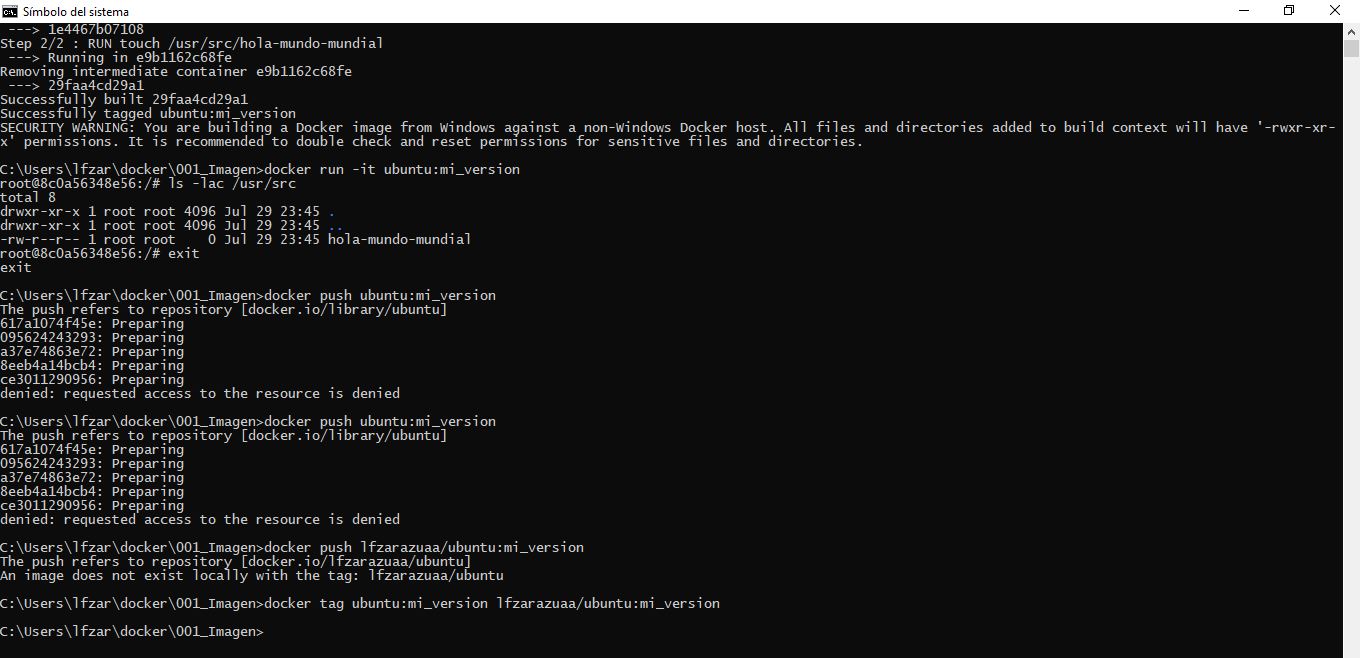 Símbolo del sistema
---> 1e4467b07108
Step 2/2 : RUN touch /usr/src/hola-mundo-mundial
---> Running in e9b1162c68fe
Removing intermediate container e9b1162c68fe
---> 29faa4cd29a1
Successfully built 29faa4cd29a1
Successfully tagged ubuntu:mi_version
SECURITY WARNING: You are building a Docker image from Windows against a non-Windows Docker host. All files and directories added to build context will have '-rwxr-xr-
x' permissions. It is recommended to double check and reset permissions for sensitive files and directories.
C:\Users\lfzar\docker\001_Imagen>docker run -it ubuntu:mi_version
root@8c0a56348e56:/# ls -lac /usr/src
total 8
drwxr-xr-x 1 root root 4096 Jul 29 23:45 .
drwxr-xr-x 1 root root 4096 Jul 29 23:45 ..
-rw-r--r-- 1 root root    0 Jul 29 23:45 hola-mundo-mundial
root@8c0a56348e56:/# exit
exit
C:\Users\lfzar\docker\001_Imagen>docker push ubuntu:mi_version
The push refers to repository [docker.io/library/ubuntu]
617a1074f45e: Preparing
095624243293: Preparing
a37e74863e72: Preparing
8eeb4a14bcb4: Preparing
ce3011290956: Preparing
denied: requested access to the resource is denied
C:\Users\lfzar\docker\001_Imagen>docker push ubuntu:mi_version
The push refers to repository [docker.io/library/ubuntu]
617a1074f45e: Preparing
095624243293: Preparing
a37e74863e72: Preparing
8eeb4a14bcb4: Preparing
ce3011290956: Preparing
denied: requested access to the resource is denied
C:\Users\lfzar\docker\001_Imagen>docker push lfzarazuaa/ubuntu:mi_version
The push refers to repository [docker.io/lfzarazuaa/ubuntu]
An image does not exist locally with the tag: lfzarazuaa/ubuntu
C:\Users\lfzar\docker\001_Imagen>docker tag ubuntu:mi_version lfzarazuaa/ubuntu:mi_version
C:\Users\lfzar\docker\001_Imagen>